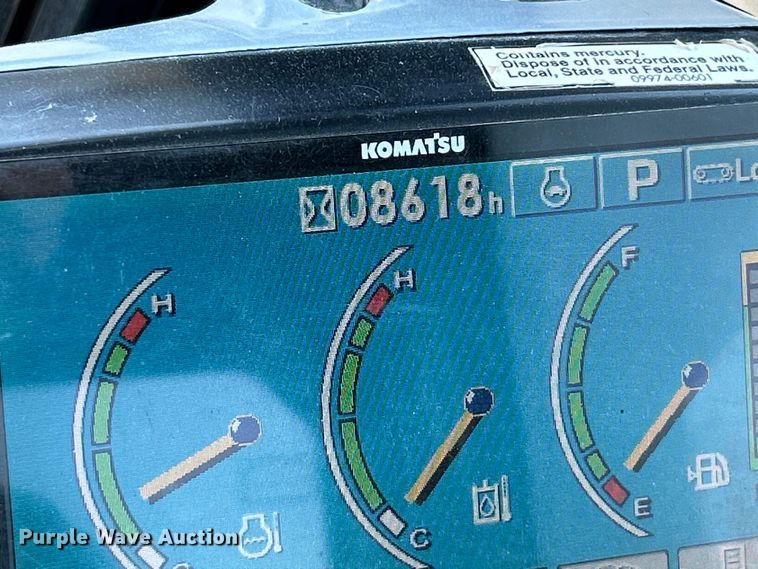 Contains mercury.
Dispose of in accordance with
Local, State and Federal Laws.
09974-00601
KOMATSU
08618h
P
Lo
H
H
F
C
E
Purple Wave Auction